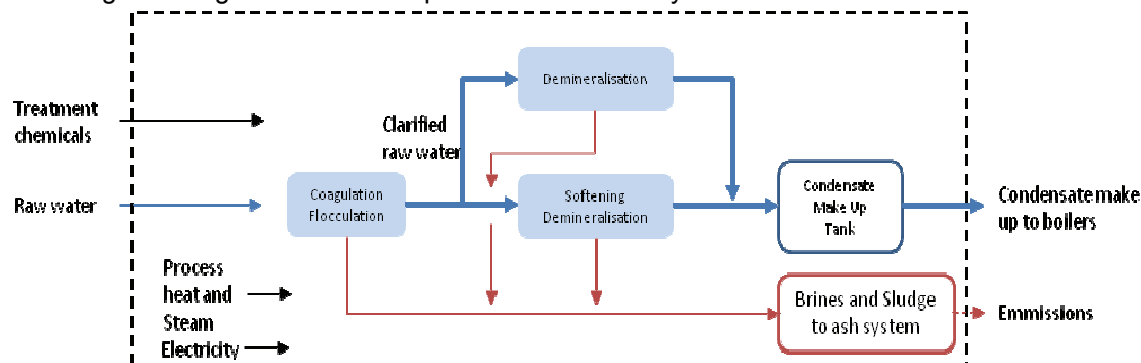 Treatment
chemicals
Raw water
Clarified
raw water
Demineralisation
Coagulation
Flocculation
Softening
Demineralisation
Condensate
Make Up
Tank
Condensate make
up to boilers
Process
heat and
Steam
Electricity
Brines and Sludge
to ash system
Emmissions